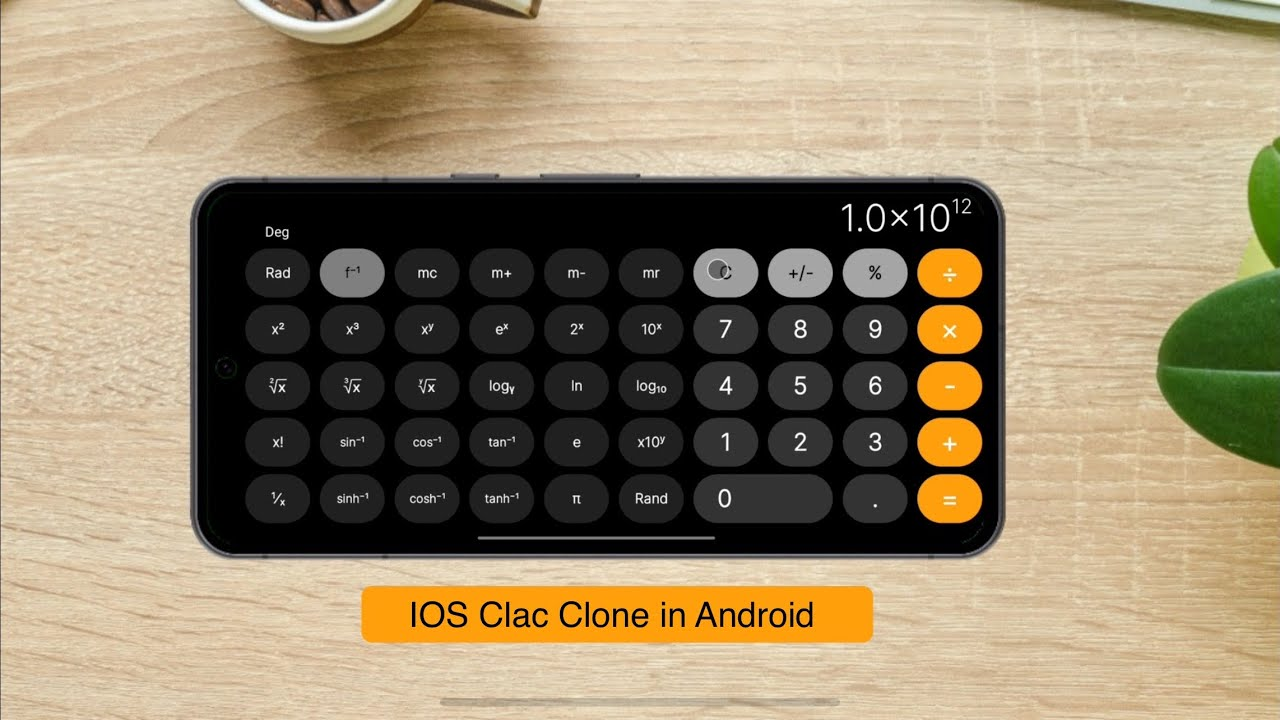 1.0×10¹²
Deg
Rad f⁻¹ mc m+ m- mr C +/- % ÷
x² x³ xʸ eˣ 2ˣ 10ˣ 7 8 9 ×
²√x ³√x ʸ√x logᵧ ln log₁₀ 4 5 6 -
x! sin⁻¹ cos⁻¹ tan⁻¹ e x10ʸ 1 2 3 +
¹⁄ₓ sinh⁻¹ cosh⁻¹ tanh⁻¹ π Rand 0 . =
IOS Clac Clone in Android